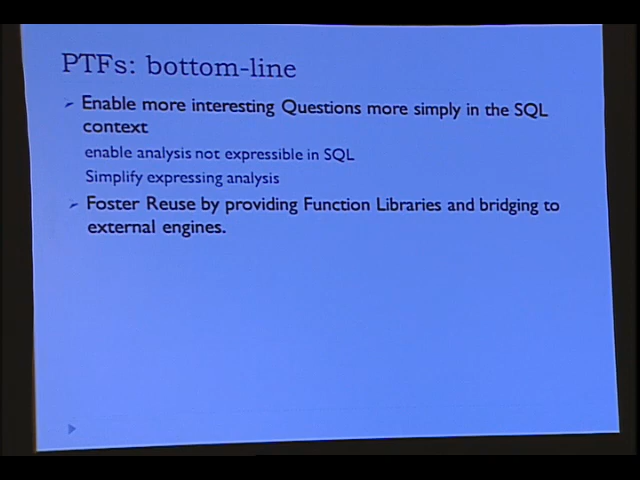 PTFs: bottom-line
Enable more interesting Questions more simply in the SQL
context
enable analysis not expressible in SQL
Simplify expressing analysis
Foster Reuse by providing Function Libraries and bridging to
external engines.